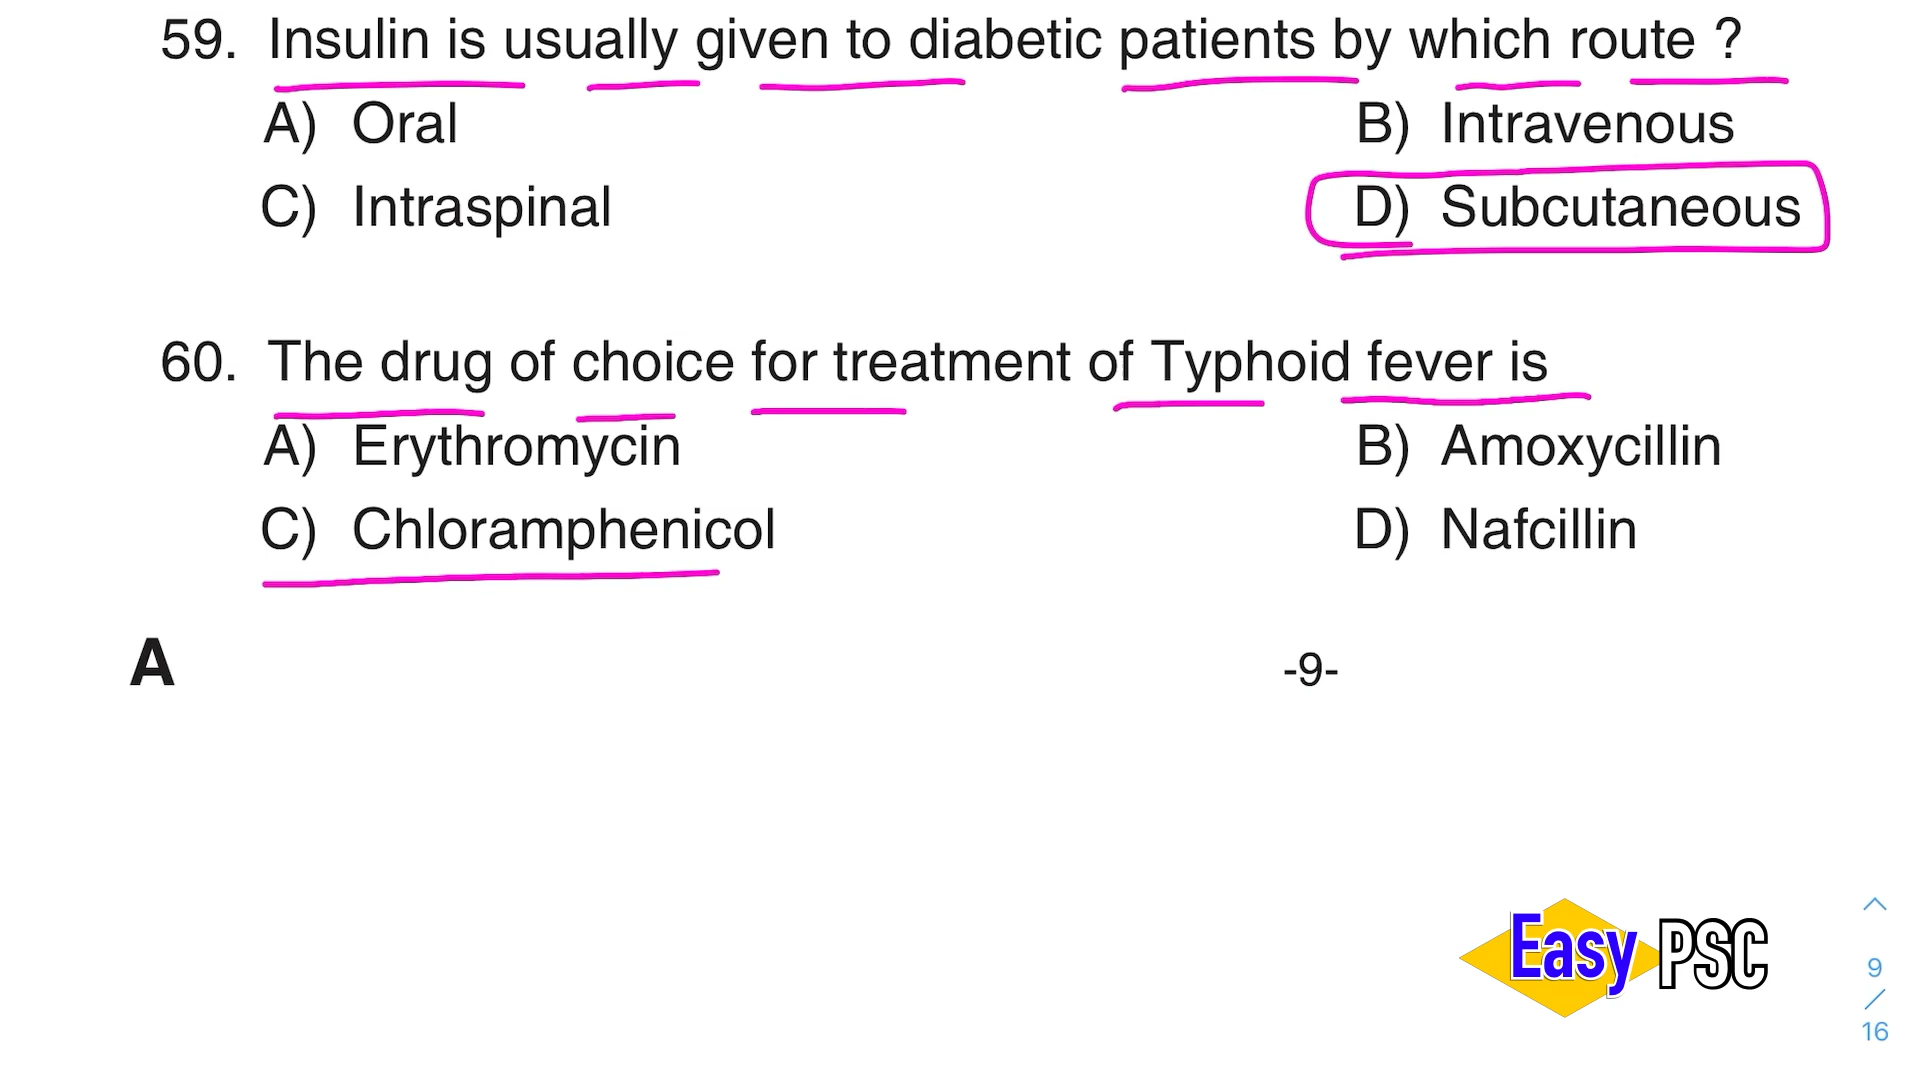 59. Insulin is usually given to diabetic patients by which route ?
A) Oral B) Intravenous
C) Intraspinal D) Subcutaneous
60. The drug of choice for treatment of Typhoid fever is
A) Erythromycin B) Amoxycillin
C) Chloramphenicol D) Nafcillin
A -9-
Easy PSC
9
/
16